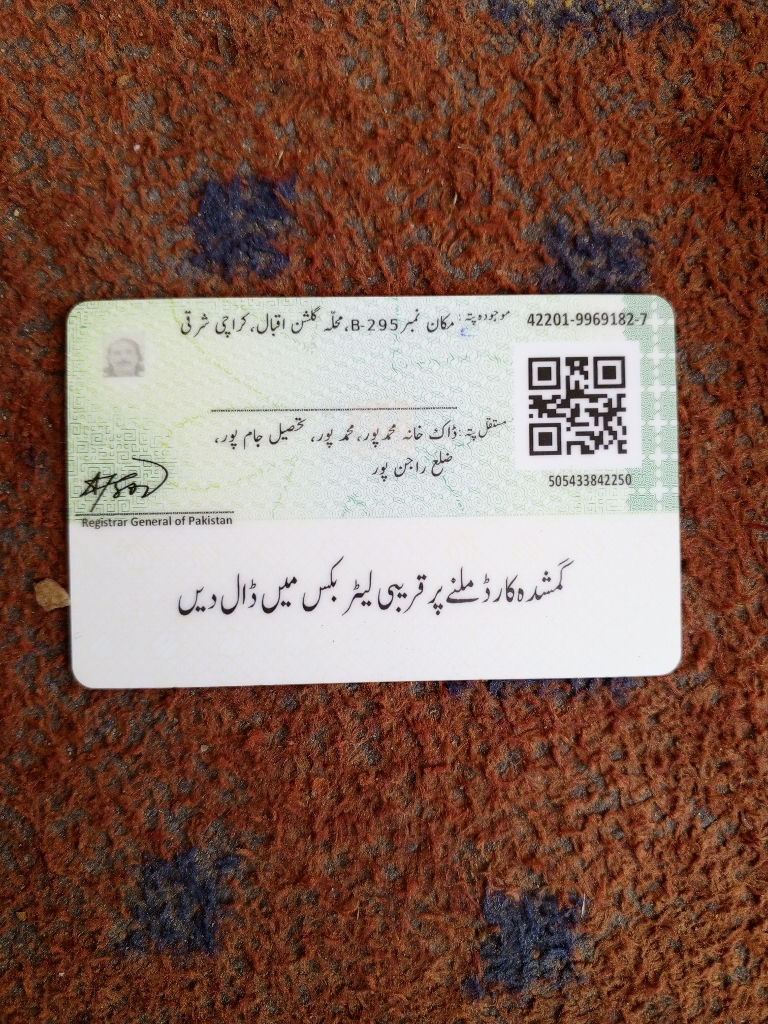 موجودہ پتہ: مکان نمبر B-295، محلّہ گلشن اقبال، کراچی شرقی
42201-9969182-7
مستقل پتہ: ڈاک خانہ محمد پور، محمد پور، تحصیل جام پور،
ضلع راجن پور
505433842250
Registrar General of Pakistan
گمشدہ کارڈ ملنے پر قریبی لیٹر بکس میں ڈال دیں